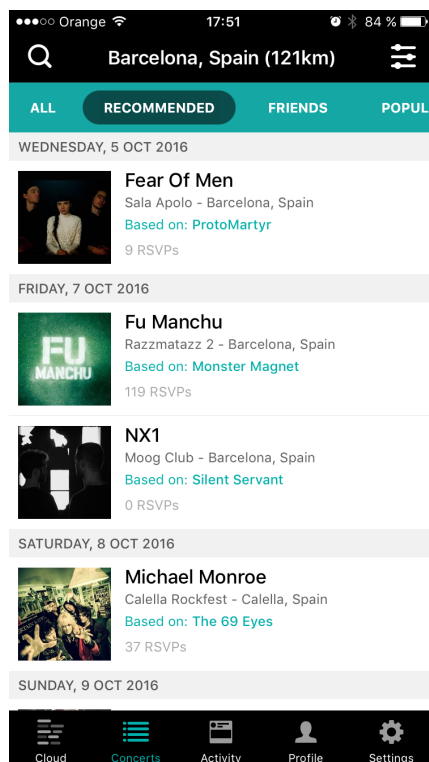 Orange 17:51 84 %
Barcelona, Spain (121km)
ALL RECOMMENDED FRIENDS POPUL
WEDNESDAY, 5 OCT 2016
Fear Of Men
Sala Apolo - Barcelona, Spain
Based on: ProtoMartyr
9 RSVPs
FRIDAY, 7 OCT 2016
FU
MANCHU
Fu Manchu
Razzmatazz 2 - Barcelona, Spain
Based on: Monster Magnet
119 RSVPs
NX1
Moog Club - Barcelona, Spain
Based on: Silent Servant
0 RSVPs
SATURDAY, 8 OCT 2016
Michael Monroe
Calella Rockfest - Calella, Spain
Based on: The 69 Eyes
37 RSVPs
SUNDAY, 9 OCT 2016
Cloud Concerts Activity Profile Settings